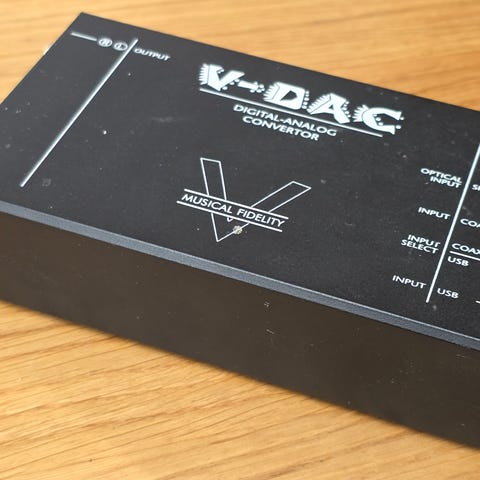 R L OUTPUT
V-DAC
DIGITAL-ANALOG
CONVERTOR
MUSICAL FIDELITY
OPTICAL
INPUT
INPUT
INPUT
SELECT
COAX
USB
INPUT USB